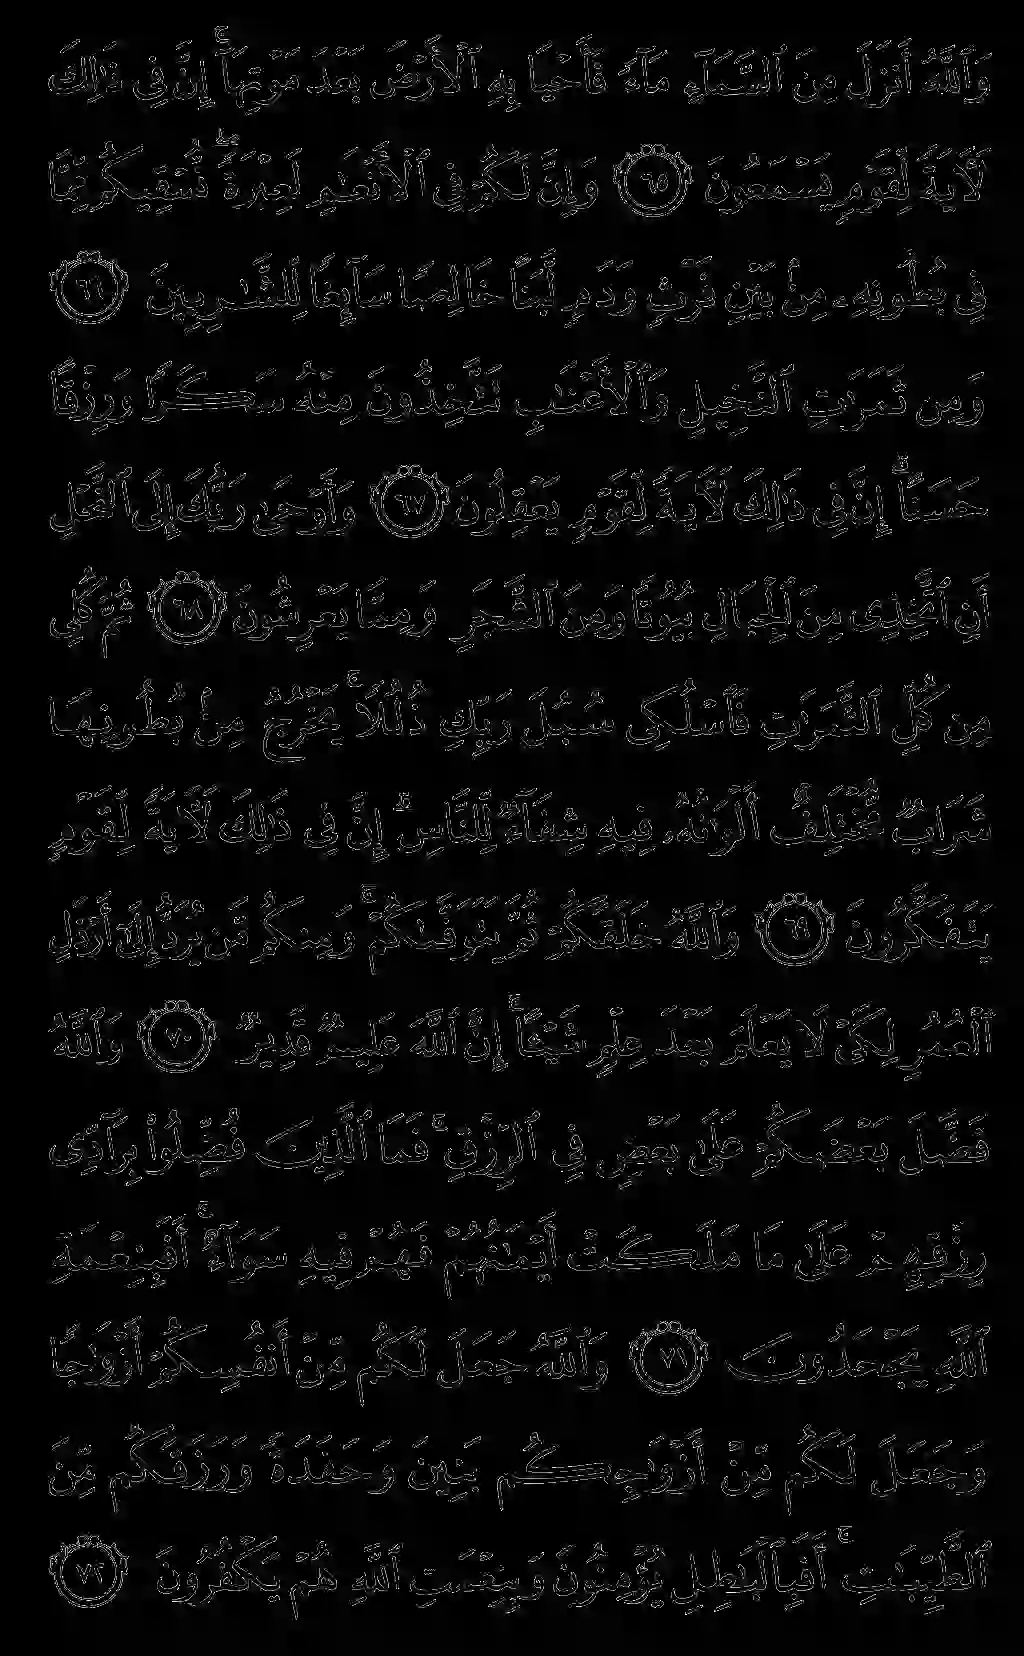 وَٱللَّهُ أَنزَلَ مِنَ ٱلسَّمَآءِ مَآءً فَأَحْيَا بِهِ ٱلْأَرْضَ بَعْدَ مَوْتِهَآ ۚ إِنَّ فِى ذَٰلِكَ
لَـَٔايَةً لِّقَوْمٍ يَسْمَعُونَ ٦٥ وَإِنَّ لَكُمْ فِى ٱلْأَنْعَـٰمِ لَعِبْرَةً ۖ نُّسْقِيكُم مِّمَّا
فِى بُطُونِهِۦ مِنۢ بَيْنِ فَرْثٍ وَدَمٍ لَّبَنًا خَالِصًا سَآئِغًا لِّلشَّـٰرِبِينَ ٦٦
وَمِن ثَمَرَٰتِ ٱلنَّخِيلِ وَٱلْأَعْنَـٰبِ تَتَّخِذُونَ مِنْهُ سَكَرًا وَرِزْقًا
حَسَنًا ۗ إِنَّ فِى ذَٰلِكَ لَـَٔايَةً لِّقَوْمٍ يَعْقِلُونَ ٦٧ وَأَوْحَىٰ رَبُّكَ إِلَى ٱلنَّحْلِ
أَنِ ٱتَّخِذِى مِنَ ٱلْجِبَالِ بُيُوتًا وَمِنَ ٱلشَّجَرِ وَمِمَّا يَعْرِشُونَ ٦٨ ثُمَّ كُلِى
مِن كُلِّ ٱلثَّمَرَٰتِ فَٱسْلُكِى سُبُلَ رَبِّكِ ذُلُلًا ۚ يَخْرُجُ مِنۢ بُطُونِهَا
شَرَابٌ مُّخْتَلِفٌ أَلْوَٰنُهُۥ فِيهِ شِفَآءٌ لِّلنَّاسِ ۗ إِنَّ فِى ذَٰلِكَ لَـَٔايَةً لِّقَوْمٍ
يَتَفَكَّرُونَ ٦٩ وَٱللَّهُ خَلَقَكُمْ ثُمَّ يَتَوَفَّىٰكُمْ ۚ وَمِنكُم مَّن يُرَدُّ إِلَىٰٓ أَرْذَلِ
ٱلْعُمُرِ لِكَىْ لَا يَعْلَمَ بَعْدَ عِلْمٍ شَيْـًٔا ۚ إِنَّ ٱللَّهَ عَلِيمٌ قَدِيرٌ ٧٠ وَٱللَّهُ
فَضَّلَ بَعْضَكُمْ عَلَىٰ بَعْضٍ فِى ٱلرِّزْقِ ۚ فَمَا ٱلَّذِينَ فُضِّلُوا۟ بِرَآدِّى
رِزْقِهِمْ عَلَىٰ مَا مَلَكَتْ أَيْمَـٰنُهُمْ فَهُمْ فِيهِ سَوَآءٌ ۚ أَفَبِنِعْمَةِ
ٱللَّهِ يَجْحَدُونَ ٧١ وَٱللَّهُ جَعَلَ لَكُم مِّنْ أَنفُسِكُمْ أَزْوَٰجًا
وَجَعَلَ لَكُم مِّنْ أَزْوَٰجِكُم بَنِينَ وَحَفَدَةً وَرَزَقَكُم مِّنَ
ٱلطَّيِّبَـٰتِ ۚ أَفَبِٱلْبَـٰطِلِ يُؤْمِنُونَ وَبِنِعْمَتِ ٱللَّهِ هُمْ يَكْفُرُونَ ٧٢